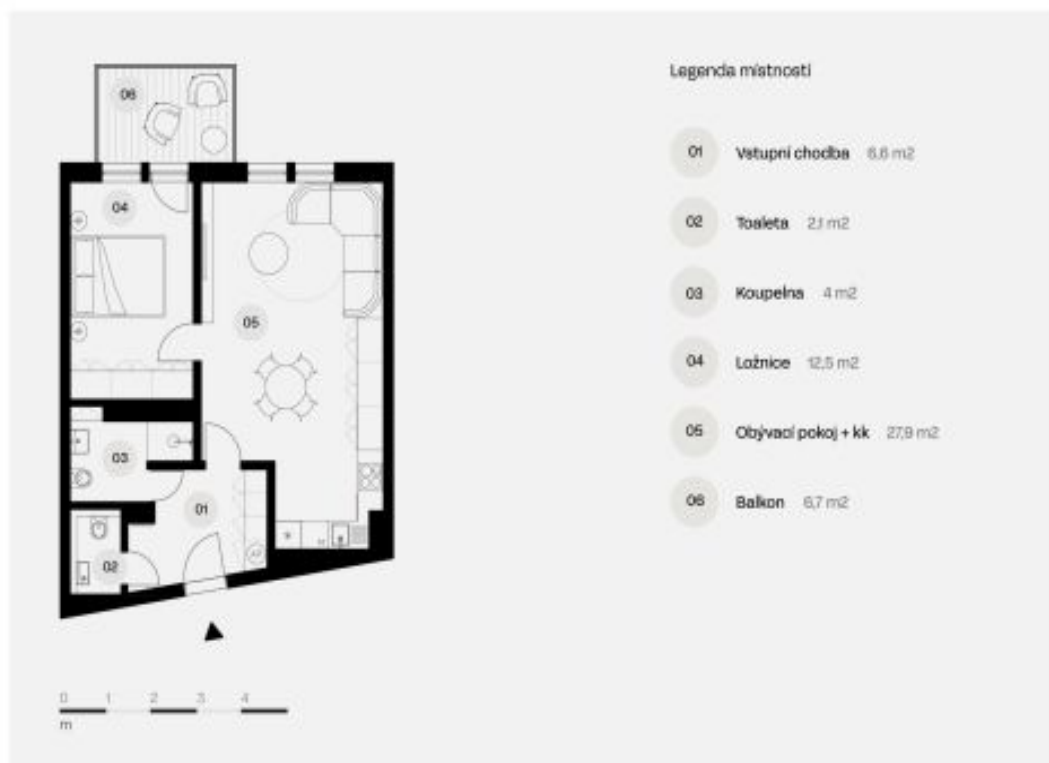 Legenda místností
01 Vstupní chodba 6,6 m2
02 Toaleta 2,1 m2
03 Koupelna 4 m2
04 Ložnice 12,5 m2
05 Obývací pokoj + kk 27,9 m2
06 Balkon 6,7 m2
06
04
05
03
01
02
0 1 2 3 4
m